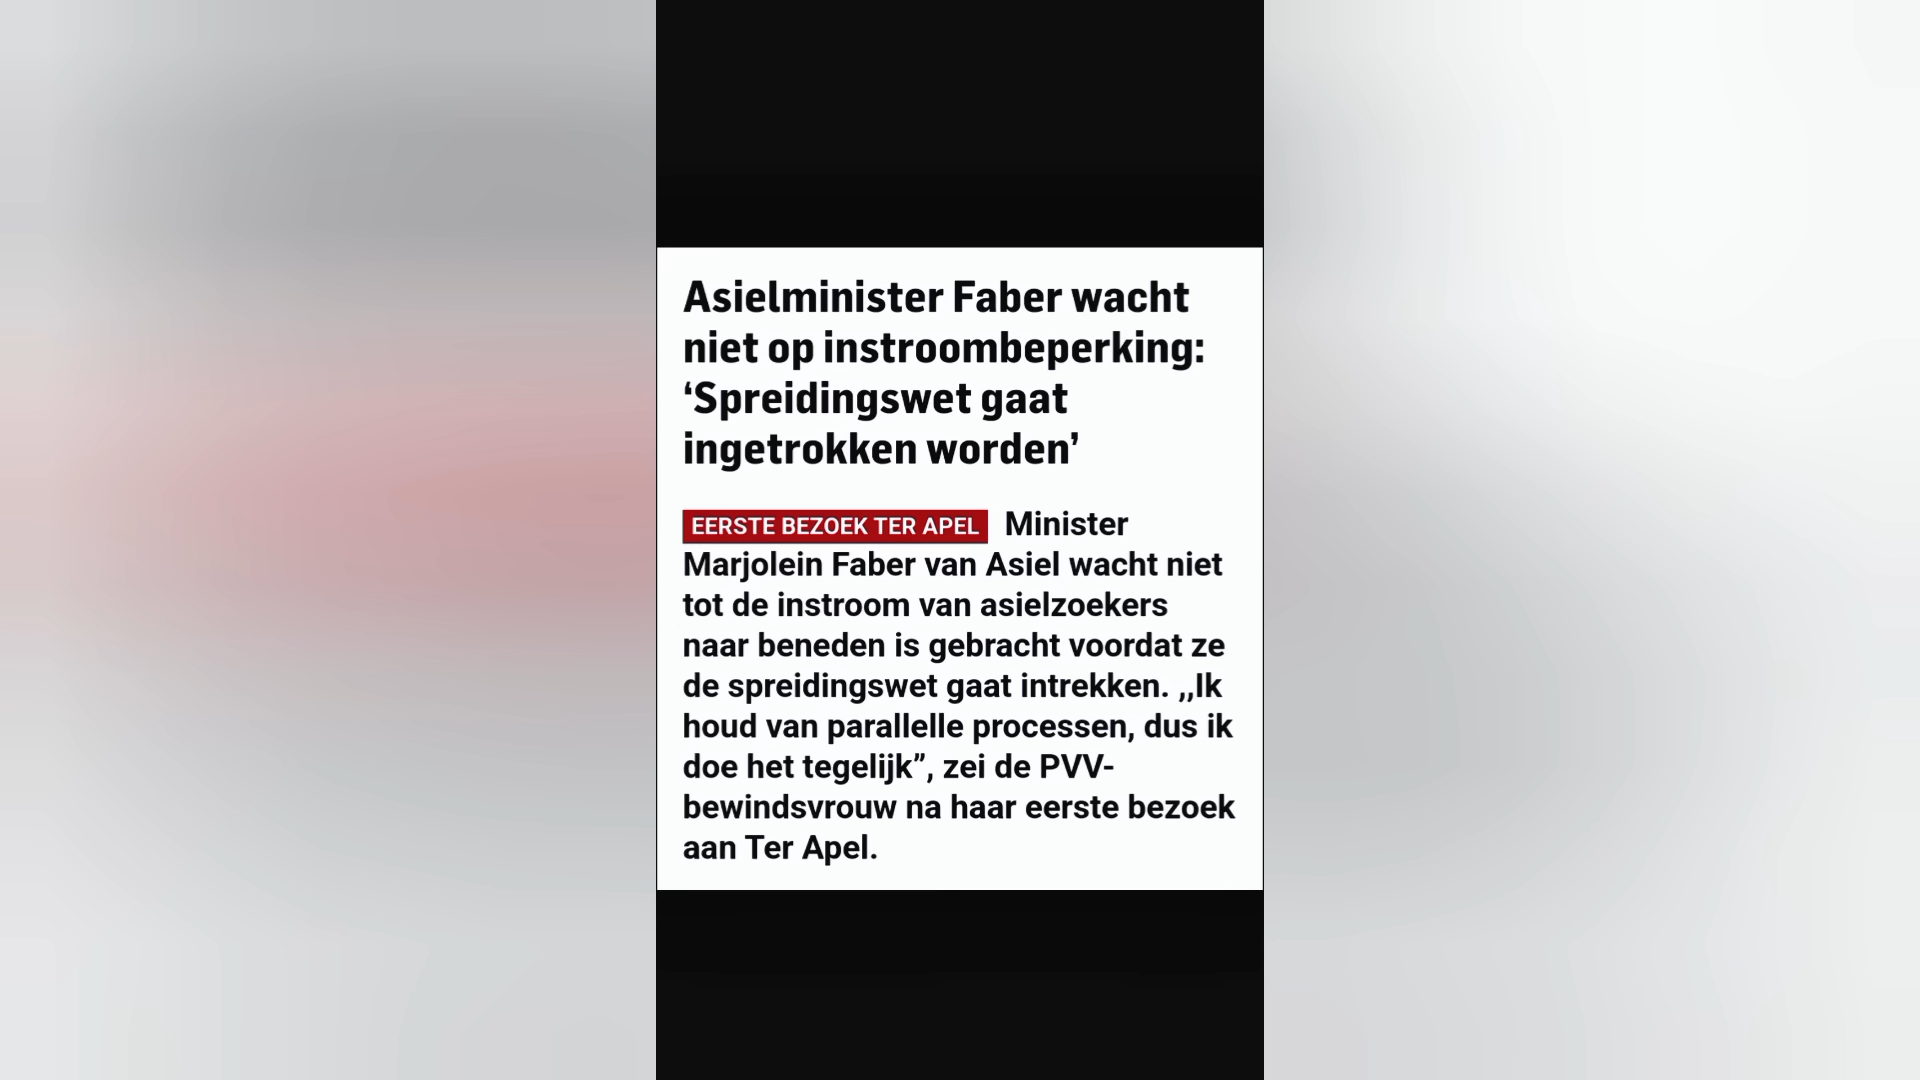 Asielminister Faber wacht
niet op instroombeperking:
‘Spreidingswet gaat
ingetrokken worden’
EERSTE BEZOEK TER APEL Minister
Marjolein Faber van Asiel wacht niet
tot de instroom van asielzoekers
naar beneden is gebracht voordat ze
de spreidingswet gaat intrekken. ,,Ik
houd van parallelle processen, dus ik
doe het tegelijk”, zei de PVV-
bewindsvrouw na haar eerste bezoek
aan Ter Apel.